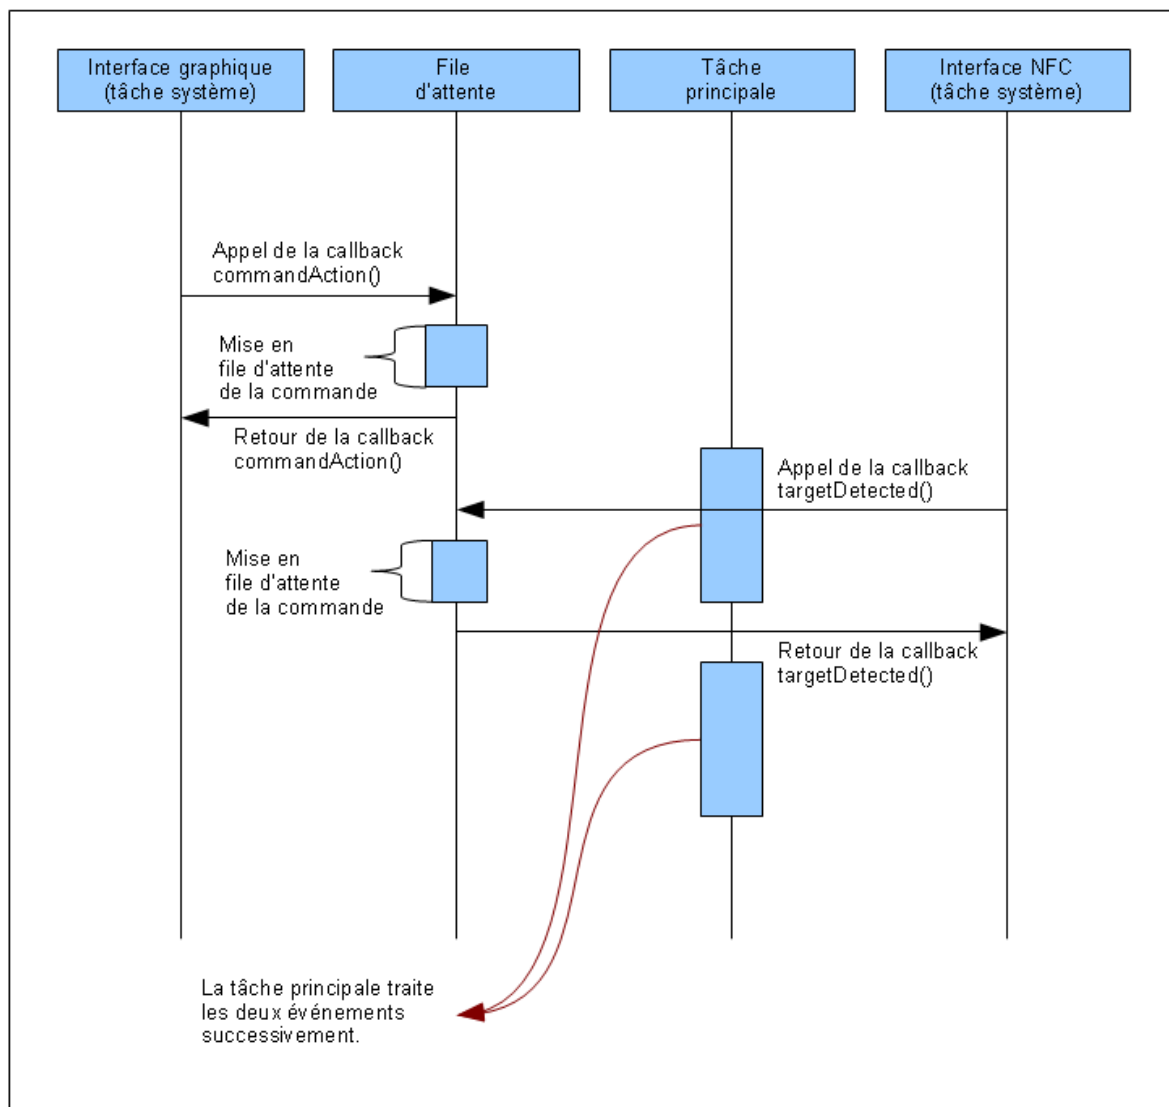 Interface graphique
(tâche système)
File
d'attente
Tâche
principale
Interface NFC
(tâche système)
Appel de la callback
commandAction()
Mise en
file d'attente
de la commande
Retour de la callback
commandAction()
Appel de la callback
targetDetected()
Mise en
file d'attente
de la commande
Retour de la callback
targetDetected()
La tâche principale traite
les deux événements
successivement.